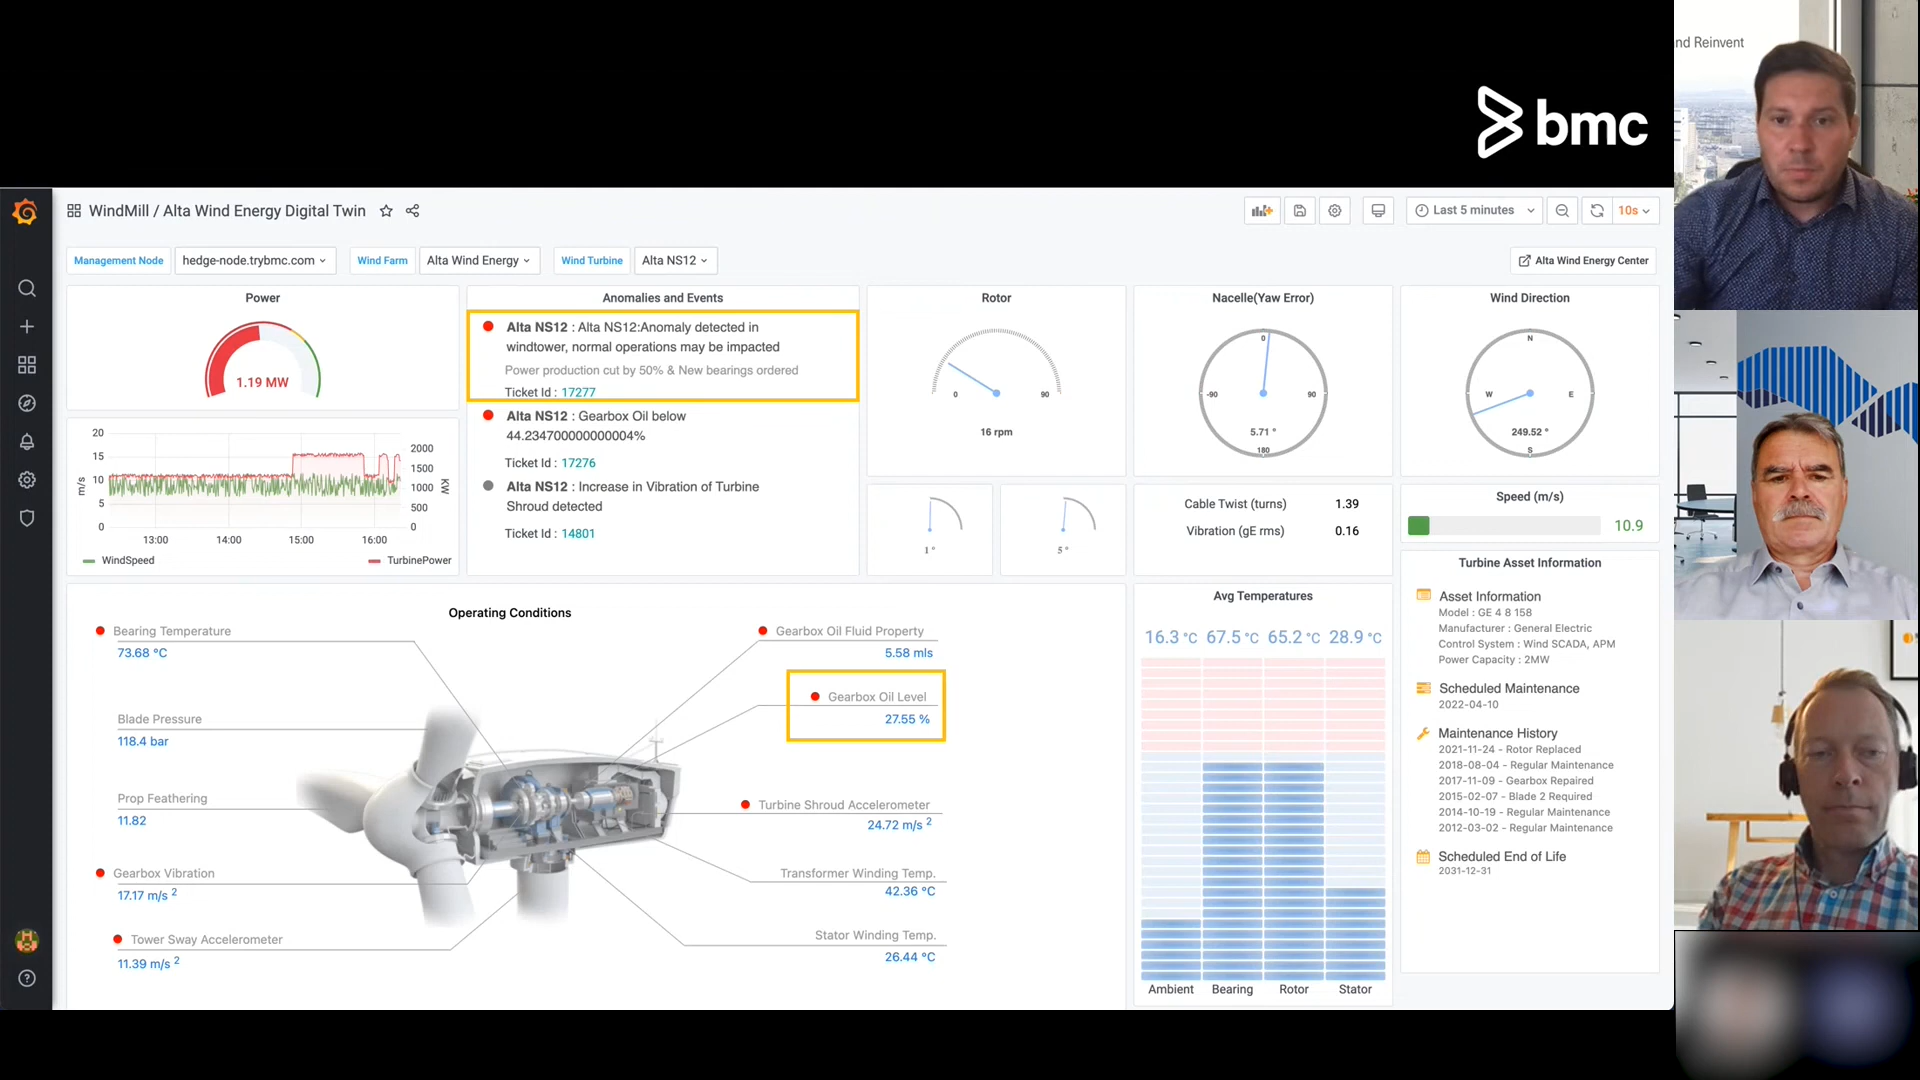 nd Reinvent
bmc
WindMill / Alta Wind Energy Digital Twin
Last 5 minutes
10s
Management Node
hedge-node.trybmc.com
Wind Farm
Alta Wind Energy
Wind Turbine
Alta NS12
Alta Wind Energy Center
Power
1.19 MW
20
15
10
5
0
m/s
2000
1500
1000
500
0
KW
13:00
14:00
15:00
16:00
WindSpeed
TurbinePower
Anomalies and Events
Alta NS12 : Alta NS12:Anomaly detected in
windtower, normal operations may be impacted
Power production cut by 50% & New bearings ordered
Ticket Id : 17277
Alta NS12 : Gearbox Oil below
44.234700000000004%
Ticket Id : 17276
Alta NS12 : Increase in Vibration of Turbine
Shroud detected
Ticket Id : 14801
Rotor
0
90
16 rpm
1 °
5 °
Nacelle(Yaw Error)
0
-90
90
5.71 °
180
Cable Twist (turns)
1.39
Vibration (gE rms)
0.16
Wind Direction
N
W
E
249.52 °
S
Speed (m/s)
10.9
Operating Conditions
Bearing Temperature
73.68 °C
Blade Pressure
118.4 bar
Prop Feathering
11.82
Gearbox Vibration
17.17 m/s 2
Tower Sway Accelerometer
11.39 m/s 2
Gearbox Oil Fluid Property
5.58 mls
Gearbox Oil Level
27.55 %
Turbine Shroud Accelerometer
24.72 m/s 2
Transformer Winding Temp.
42.36 °C
Stator Winding Temp.
26.44 °C
Avg Temperatures
16.3 °C
67.5 °C
65.2 °C
28.9 °C
Ambient
Bearing
Rotor
Stator
Turbine Asset Information
Asset Information
Model : GE 4 8 158
Manufacturer : General Electric
Control System : Wind SCADA, APM
Power Capacity : 2MW
Scheduled Maintenance
2022-04-10
Maintenance History
2021-11-24 - Rotor Replaced
2018-08-04 - Regular Maintenance
2017-11-09 - Gearbox Repaired
2015-02-07 - Blade 2 Required
2014-10-19 - Regular Maintenance
2012-03-02 - Regular Maintenance
Scheduled End of Life
2031-12-31